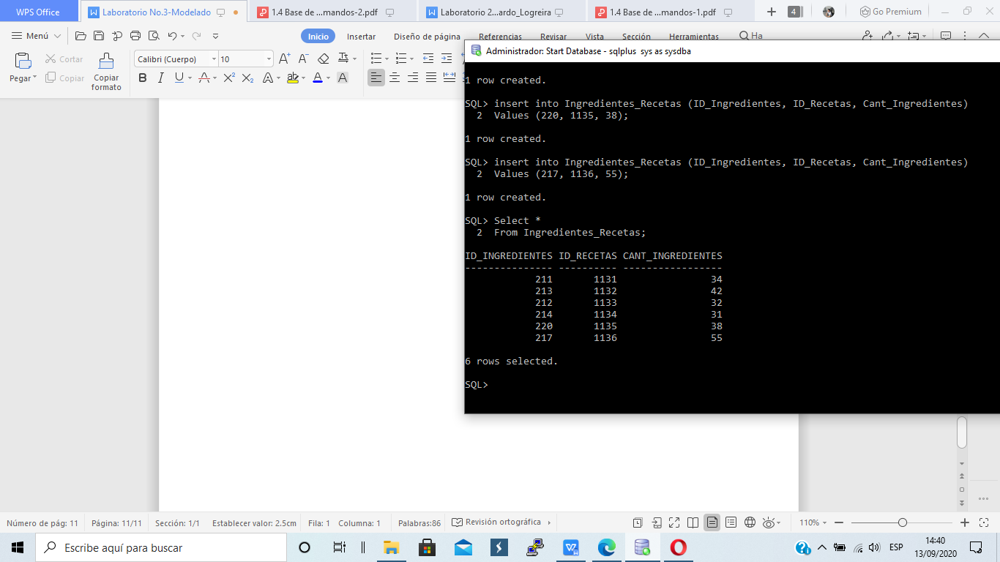 WPS Office
Laboratorio No.3-Modelado
1.4 Base de ...mandos-2.pdf
Laboratorio 2...ardo_Logreira
1.4 Base de ...mandos-1.pdf
4
Go Premium
Menú
Inicio
Insertar
Diseño de página
Referencias
Revisar
Vista
Sección
Herramientas
Ha
Pegar
Cortar
Copiar
Copiar
formato
Calibri (Cuerpo)
10
Administrador: Start Database - sqlplus sys as sysdba
1 row created.
SQL> insert into Ingredientes_Recetas (ID_Ingredientes, ID_Recetas, Cant_Ingredientes)
2 Values (220, 1135, 38);
1 row created.
SQL> insert into Ingredientes_Recetas (ID_Ingredientes, ID_Recetas, Cant_Ingredientes)
2 Values (217, 1136, 55);
1 row created.
SQL> Select *
2 From Ingredientes_Recetas;
ID_INGREDIENTES ID_RECETAS CANT_INGREDIENTES
--------------- ---------- -----------------
211 1131 34
213 1132 42
212 1133 32
214 1134 31
220 1135 38
217 1136 55
6 rows selected.
SQL>
Número de pág: 11
Página: 11/11
Sección: 1/1
Establecer valor: 2.5cm
Fila: 1
Columna: 1
Palabras:86
Revisión ortográfica
110%
Escribe aquí para buscar
ESP
14:40
13/09/2020